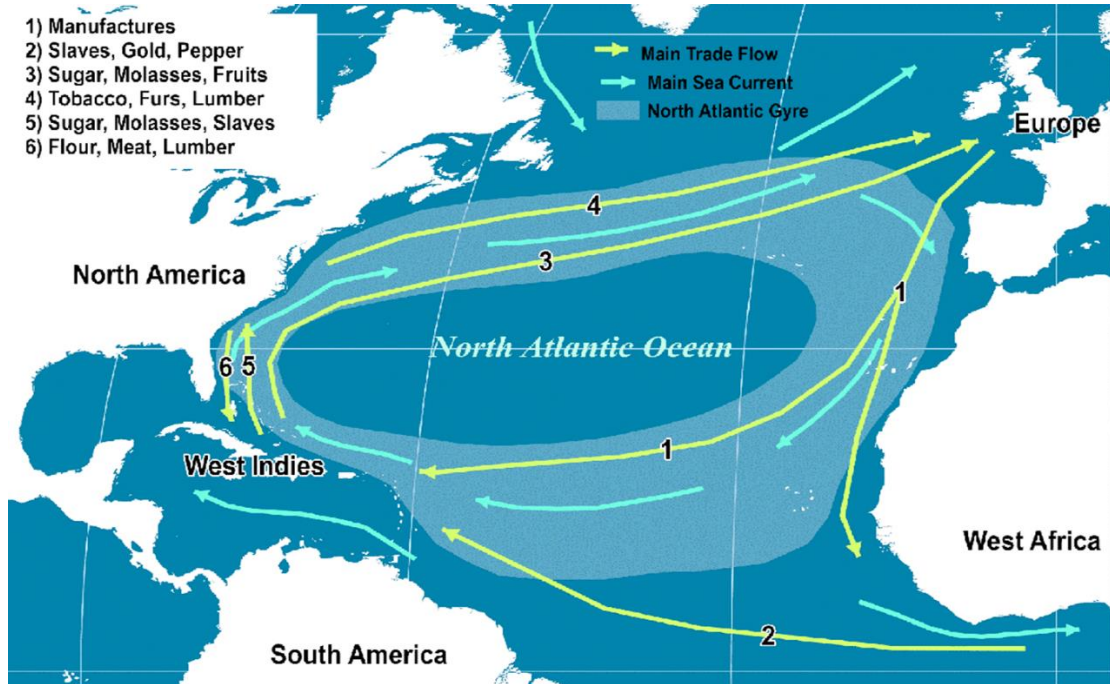 1) Manufactures
2) Slaves, Gold, Pepper
3) Sugar, Molasses, Fruits
4) Tobacco, Furs, Lumber
5) Sugar, Molasses, Slaves
6) Flour, Meat, Lumber
Main Trade Flow
Main Sea Current
North Atlantic Gyre
Europe
4
3
North America
1
North Atlantic Ocean
6 5
1
West Indies
West Africa
2
South America